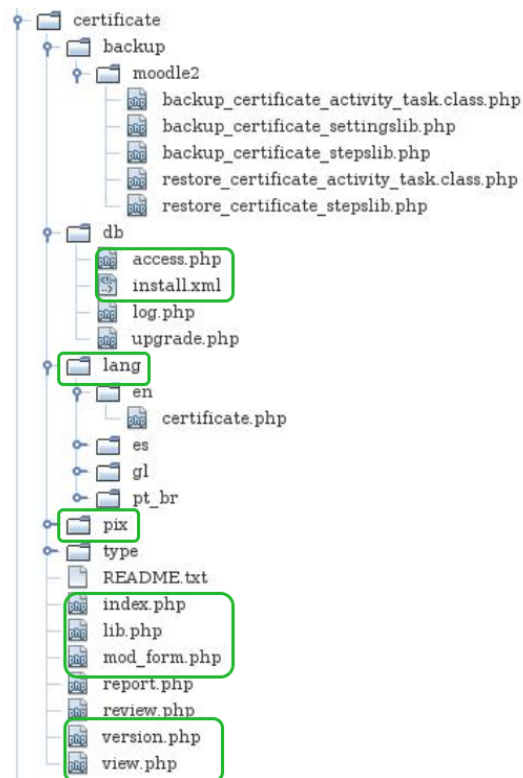 certificate
backup
moodle2
backup_certificate_activity_task.class.php
backup_certificate_settingslib.php
backup_certificate_stepslib.php
restore_certificate_activity_task.class.php
restore_certificate_stepslib.php
db
access.php
install.xml
log.php
upgrade.php
lang
en
certificate.php
es
gl
pt_br
pix
type
README.txt
index.php
lib.php
mod_form.php
report.php
review.php
version.php
view.php